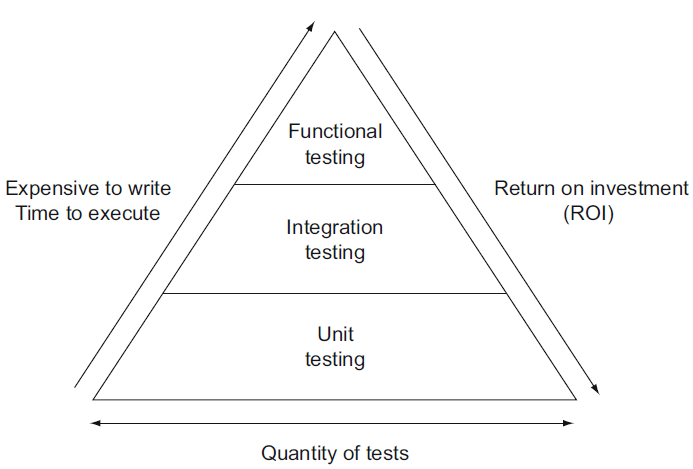 Functional
testing
Expensive to write
Time to execute
Return on investment
(ROI)
Integration
testing
Unit
testing
Quantity of tests